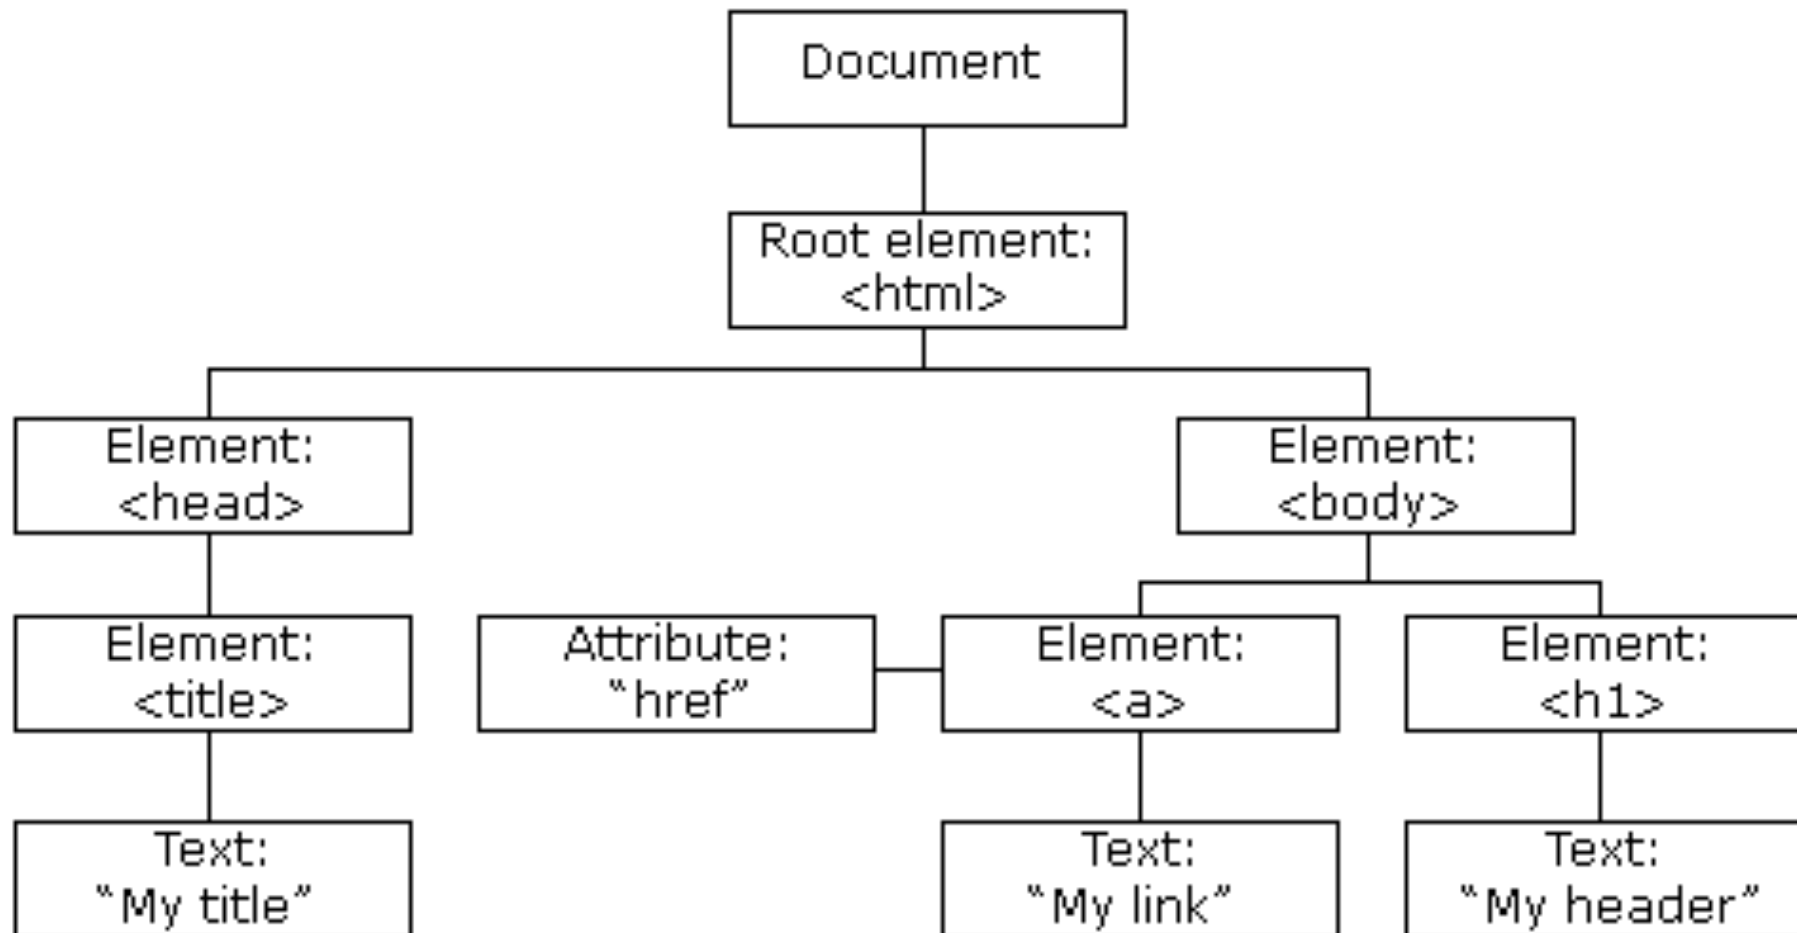 Document
Root element:
<html>
Element:
<head>
Element:
<body>
Element:
<title>
Attribute:
“href”
Element:
<a>
Element:
<h1>
Text:
“My title”
Text:
“My link”
Text:
“My header”